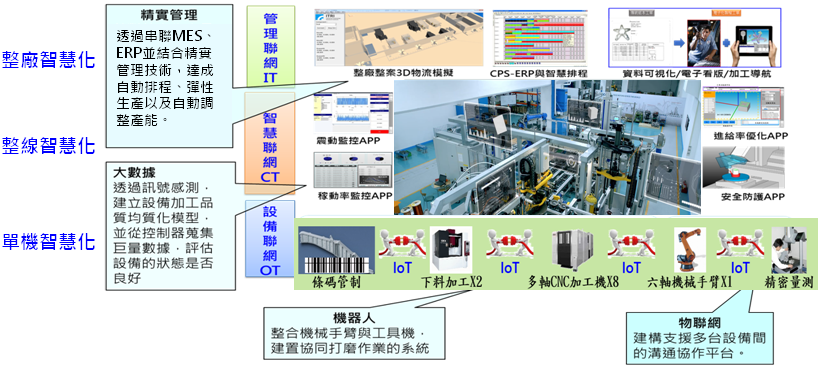 整廠智慧化
整線智慧化
單機智慧化
精實管理
透過串聯MES、
ERP並結合精實
管理技術，達成
自動排程、彈性
生產以及自動調
整產能。
大數據
透過訊號感測，
建立設備加工品
質均質化模型，
並從控制器蒐集
巨量數據，評估
設備的狀態是否
良好
管理聯網IT
智慧聯網CT
設備聯網OT
整廠整案3D物流模擬
CPS-ERP與智慧排程
資料可視化/電子看版/加工導航
震動監控APP
稼動率監控APP
進給率優化APP
安全防護APP
條碼管制
IoT
下料加工X2
IoT
多軸CNC加工機X8
IoT
六軸機械手臂X1
IoT
精密量測
機器人
整合機械手臂與工具機，
建置協同打磨作業的系統
物聯網
建構支援多台設備間
的溝通協作平台。